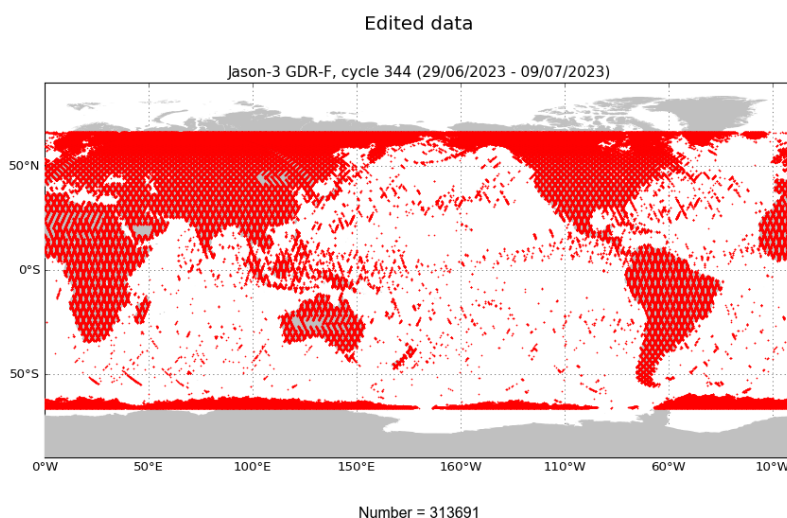 Edited data
Jason-3 GDR-F, cycle 344 (29/06/2023 - 09/07/2023)
50°N
0°S
50°S
0°W 50°E 100°E 150°E 160°W 110°W 60°W 10°W
Number = 313691